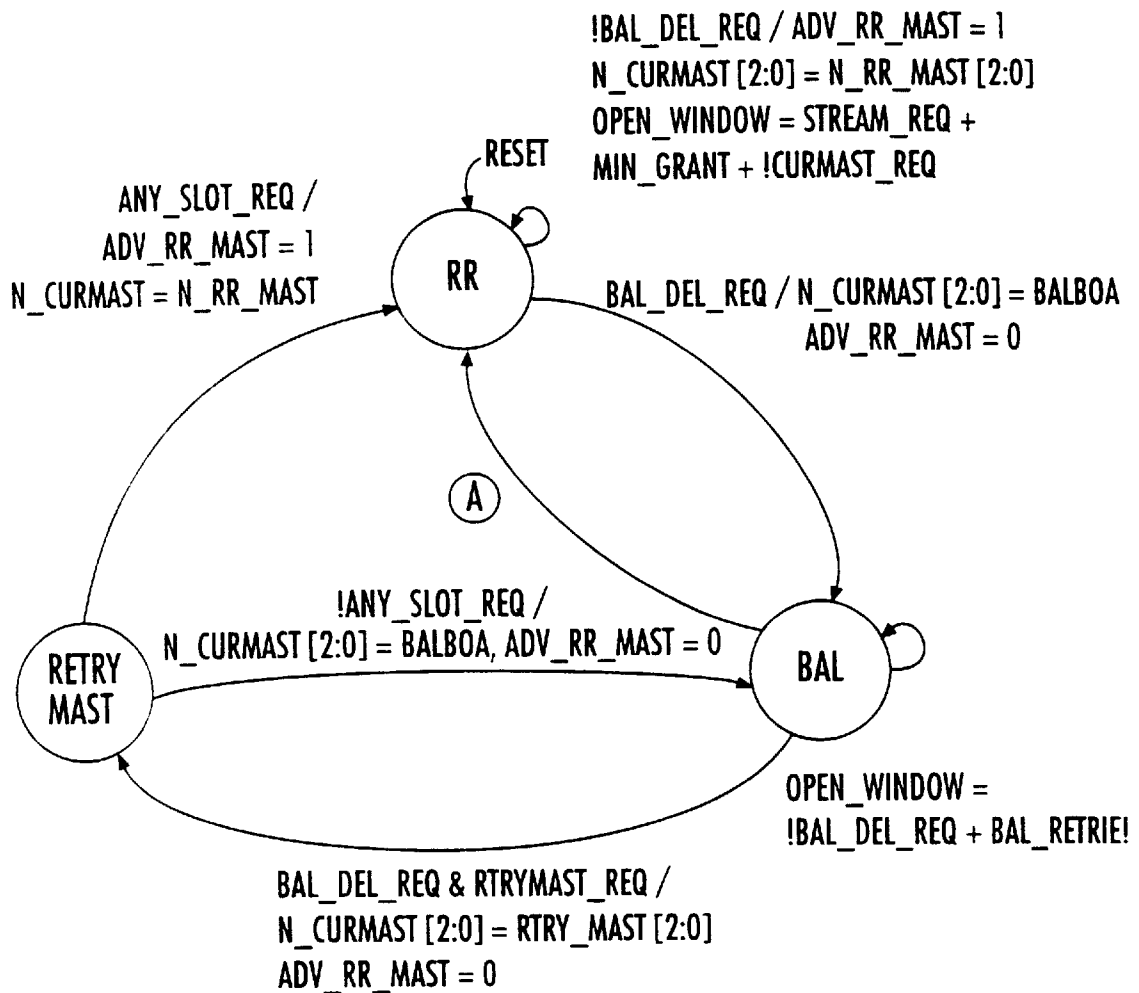 !BAL_DEL_REQ / ADV_RR_MAST = 1
N_CURMAST [2:0] = N_RR_MAST [2:0]
OPEN_WINDOW = STREAM_REQ +
MIN_GRANT + !CURMAST_REQ
RESET
ANY_SLOT_REQ /
ADV_RR_MAST = 1
N_CURMAST = N_RR_MAST
RR
BAL_DEL_REQ / N_CURMAST [2:0] = BALBOA
ADV_RR_MAST = 0
A
!ANY_SLOT_REQ /
N_CURMAST [2:0] = BALBOA, ADV_RR_MAST = 0
RETRY
MAST
BAL
OPEN_WINDOW =
!BAL_DEL_REQ + BAL_RETRIE!
BAL_DEL_REQ & RTRYMAST_REQ /
N_CURMAST [2:0] = RTRY_MAST [2:0]
ADV_RR_MAST = 0